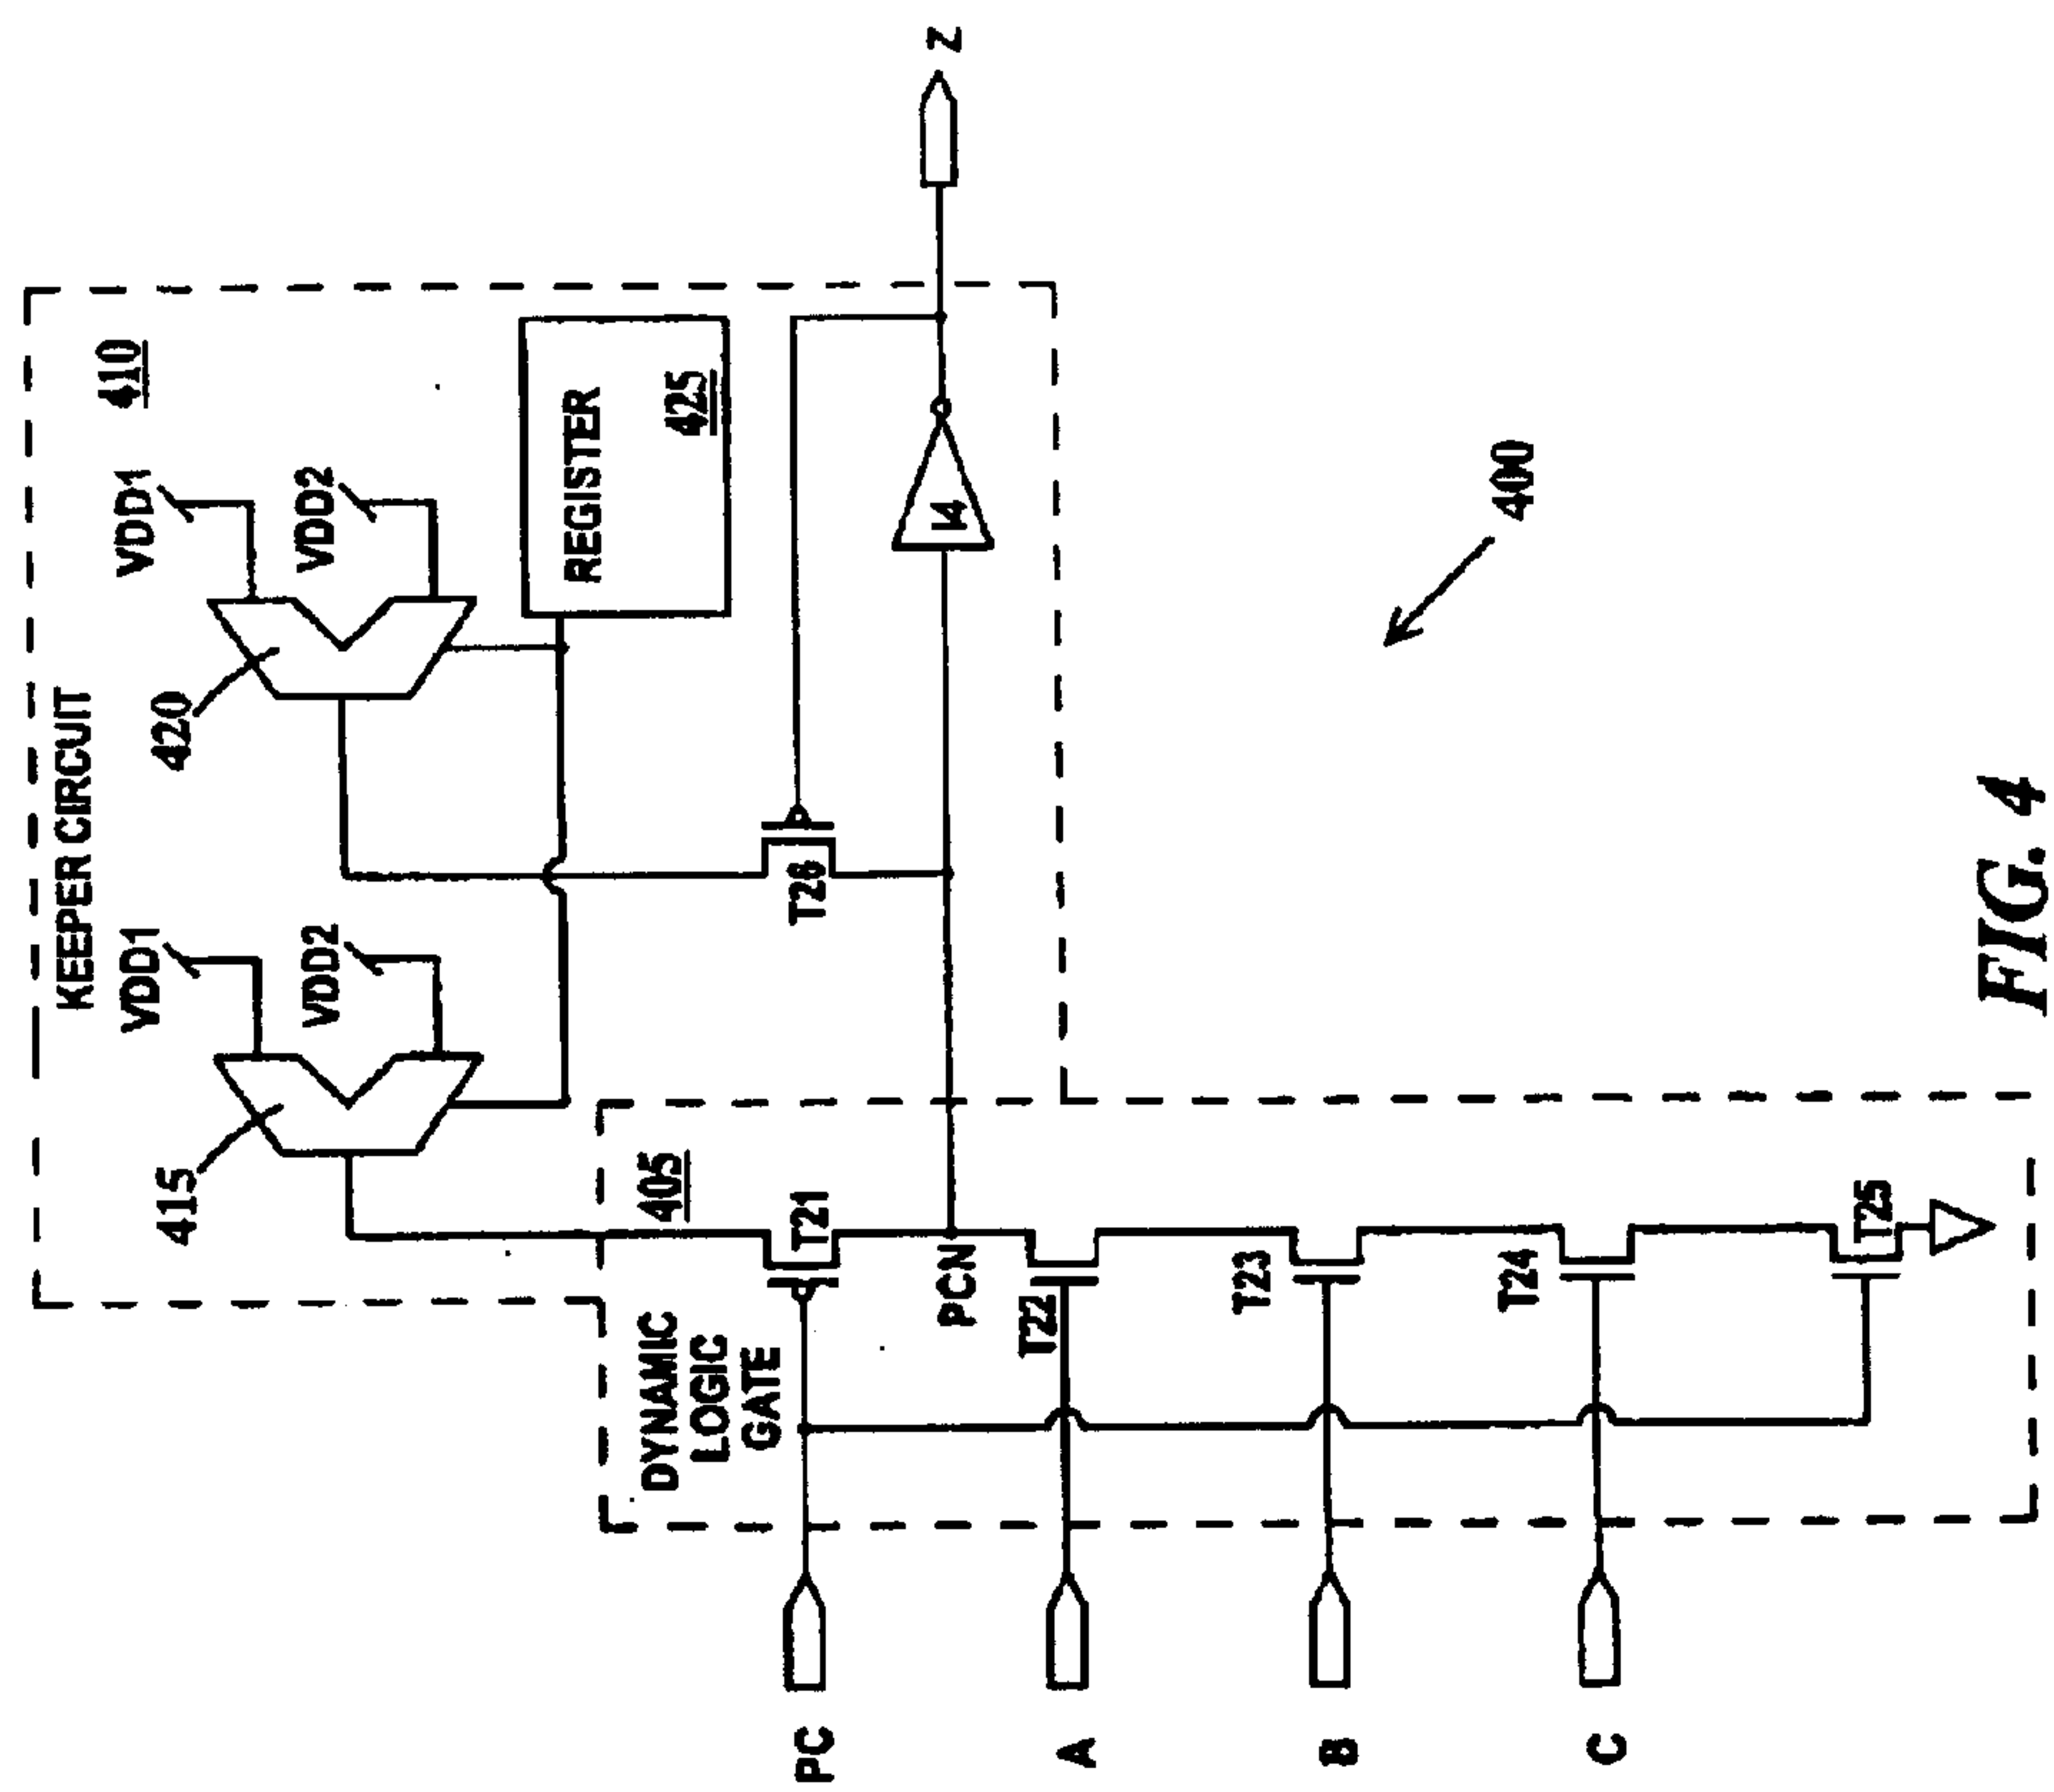 KEEPER CIRCUIT
410
VDD1
VDD2
VDD1
VDD2
415
420
REGISTER
425
DYNAMIC
LOGIC
GATE
405
T21
T26
PC
PCN
I4
Z
A
T22
B
T23
C
T24
T25
400
FIG. 4